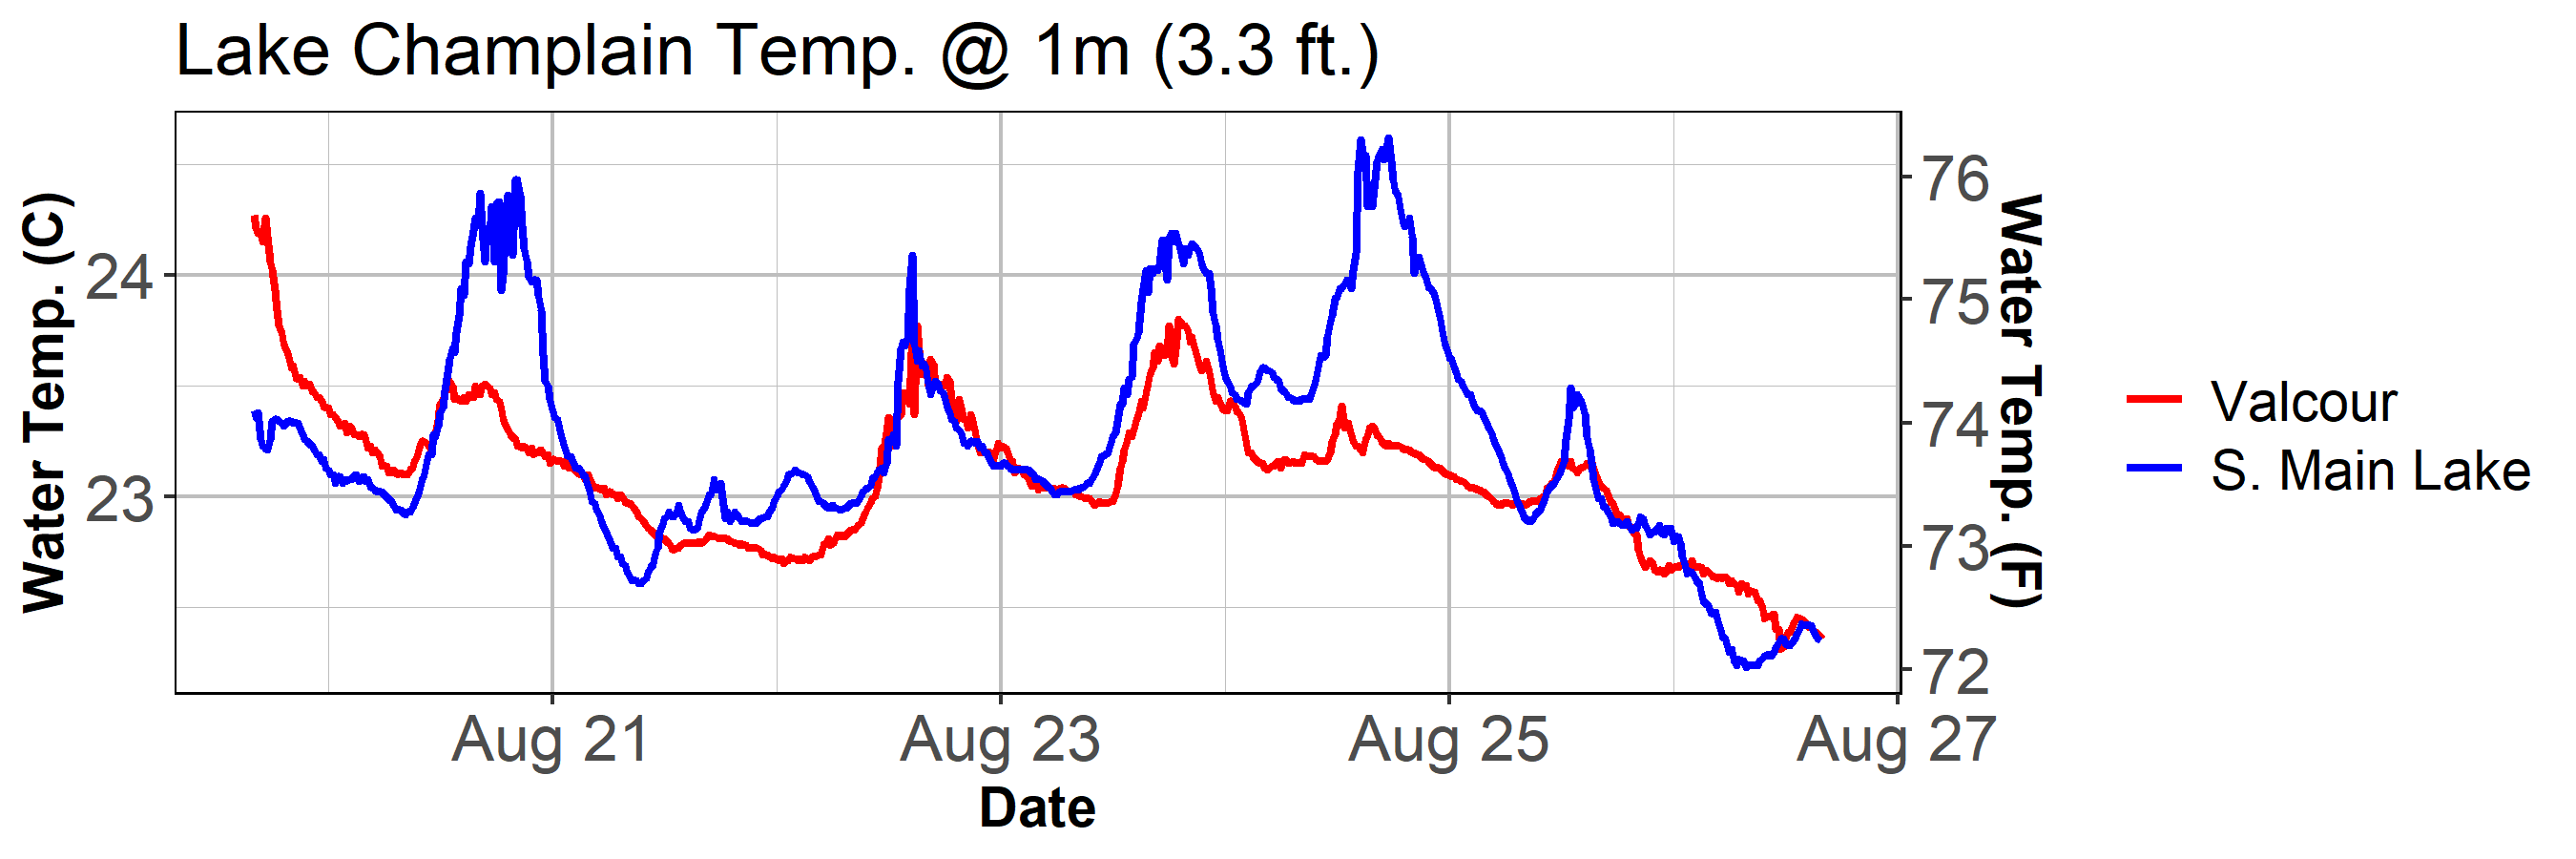 Lake Champlain Temp. @ 1m (3.3 ft.)
Water Temp. (C)
24
23
76
75
74
73
72
Water Temp. (F)
Aug 21
Aug 23
Aug 25
Aug 27
Date
Valcour
S. Main Lake